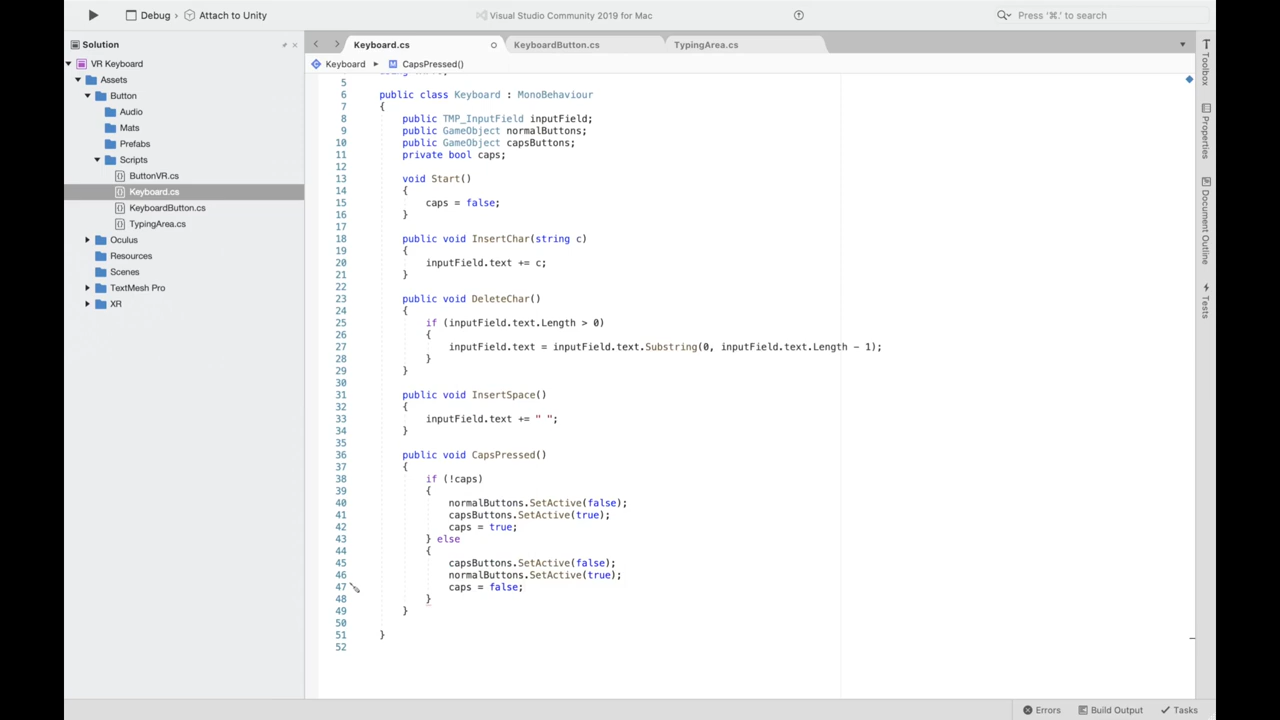 Debug › Attach to Unity
Visual Studio Community 2019 for Mac
Press '⌘.' to search
Solution
VR Keyboard
Assets
Button
Audio
Mats
Prefabs
Scripts
ButtonVR.cs
Keyboard.cs
KeyboardButton.cs
TypingArea.cs
Oculus
Resources
Scenes
TextMesh Pro
XR
Keyboard.cs
KeyboardButton.cs
TypingArea.cs
Keyboard
CapsPressed()
5
6 public class Keyboard : MonoBehaviour
7 {
8 public TMP_InputField inputField;
9 public GameObject normalButtons;
10 public GameObject capsButtons;
11 private bool caps;
12
13 void Start()
14 {
15 caps = false;
16 }
17
18 public void InsertChar(string c)
19 {
20 inputField.text += c;
21 }
22
23 public void DeleteChar()
24 {
25 if (inputField.text.Length > 0)
26 {
27 inputField.text = inputField.text.Substring(0, inputField.text.Length - 1);
28 }
29 }
30
31 public void InsertSpace()
32 {
33 inputField.text += " ";
34 }
35
36 public void CapsPressed()
37 {
38 if (!caps)
39 {
40 normalButtons.SetActive(false);
41 capsButtons.SetActive(true);
42 caps = true;
43 } else
44 {
45 capsButtons.SetActive(false);
46 normalButtons.SetActive(true);
47 caps = false;
48 }
49 }
50
51 }
52
Toolbox
Properties
Document Outline
Tests
Errors
Build Output
Tasks